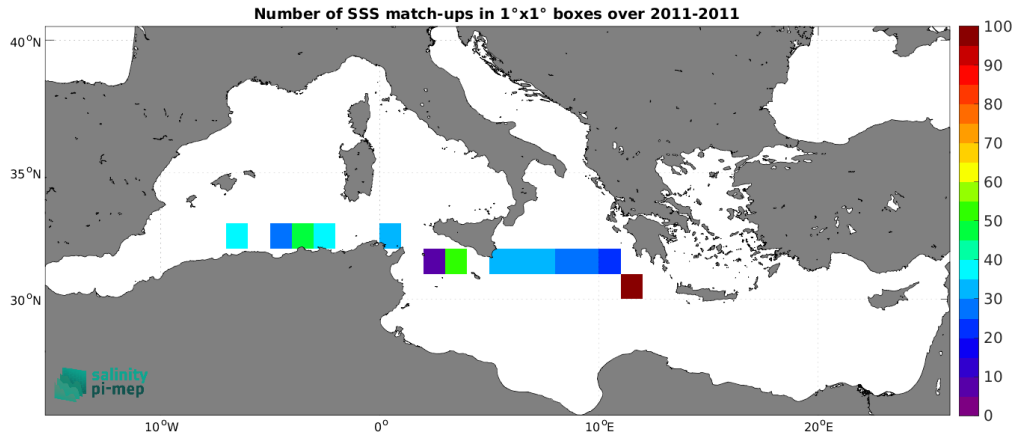 Number of SSS match-ups in 1°x1° boxes over 2011-2011
40°N
35°N
30°N
10°W
0°
10°E
20°E
100
90
80
70
60
50
40
30
20
10
0
salinity
pi-mep